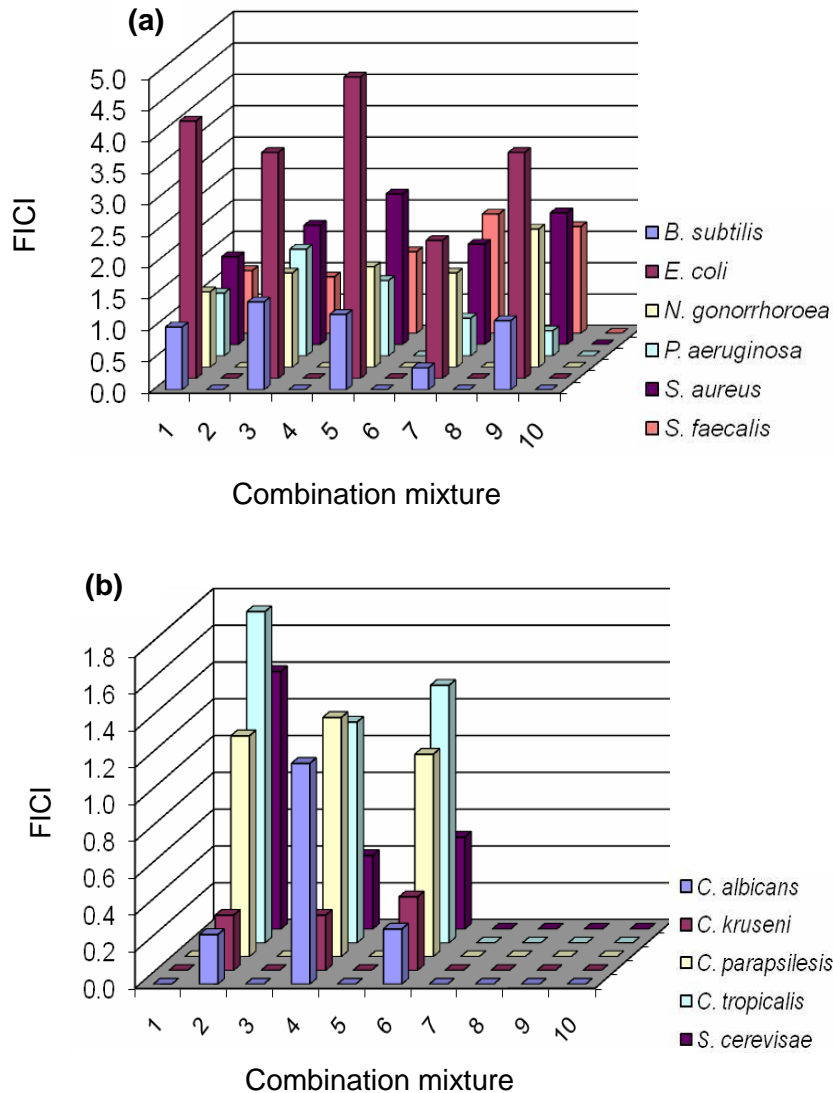 (a)
5.0
4.5
4.0
3.5
3.0
2.5
2.0
1.5
1.0
0.5
0.0
FICI
1 2 3 4 5 6 7 8 9 10
Combination mixture
B. subtilis
E. coli
N. gonorrhoroea
P. aeruginosa
S. aureus
S. faecalis
(b)
1.8
1.6
1.4
1.2
1.0
0.8
0.6
0.4
0.2
0.0
FICI
1 2 3 4 5 6 7 8 9 10
Combination mixture
C. albicans
C. kruseni
C. parapsilesis
C. tropicalis
S. cerevisae